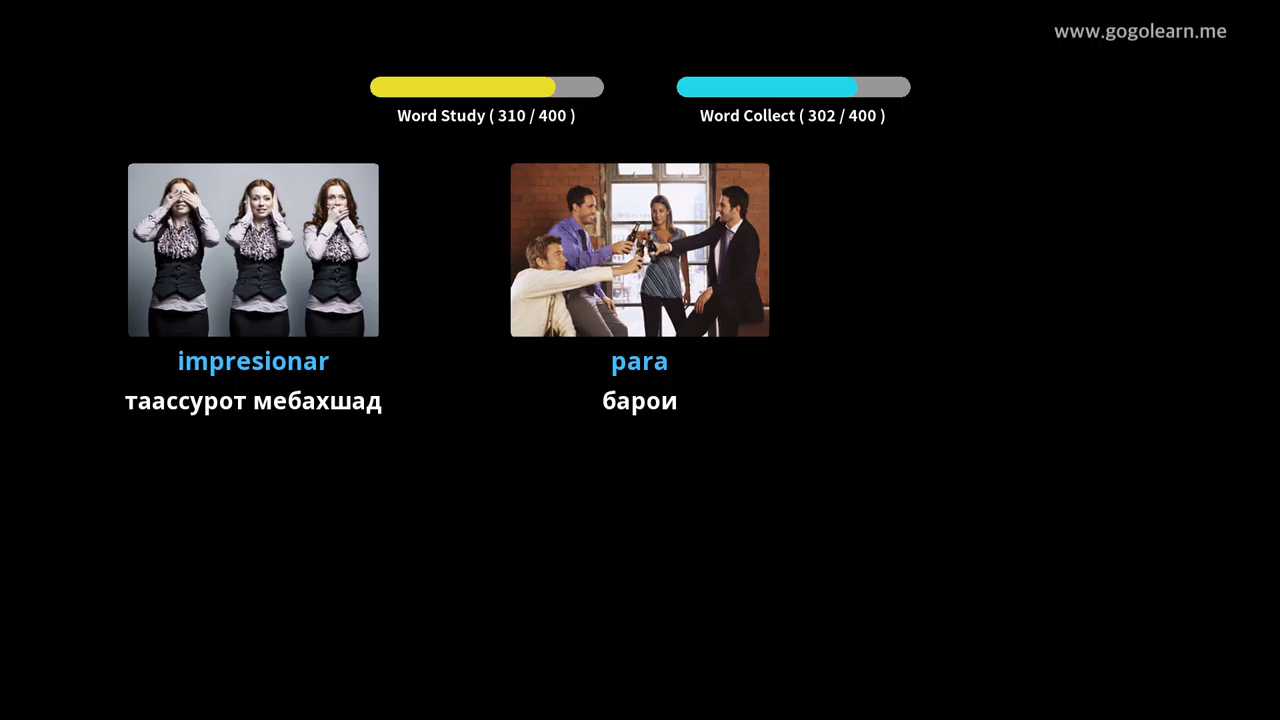 www.gogolearn.me
Word Study ( 310 / 400 )
Word Collect ( 302 / 400 )
impresionar
para
таассурот мебахшад
барои